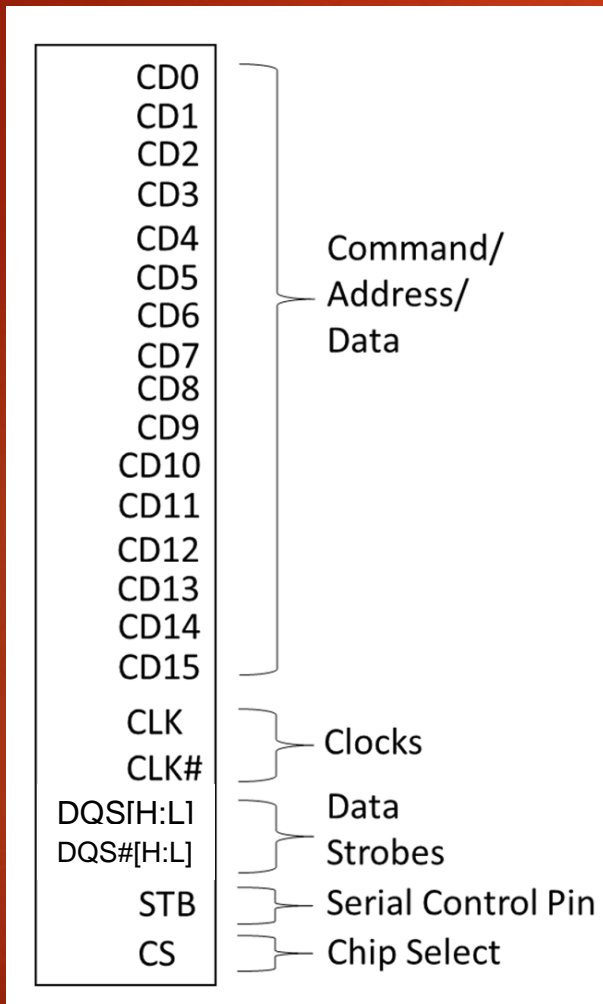 CD0
CD1
CD2
CD3
CD4
CD5
CD6
CD7
CD8
CD9
CD10
CD11
CD12
CD13
CD14
CD15
Command/
Address/
Data
CLK
CLK#
Clocks
DQS[H:L]
DQS#[H:L]
Data
Strobes
STB
Serial Control Pin
CS
Chip Select